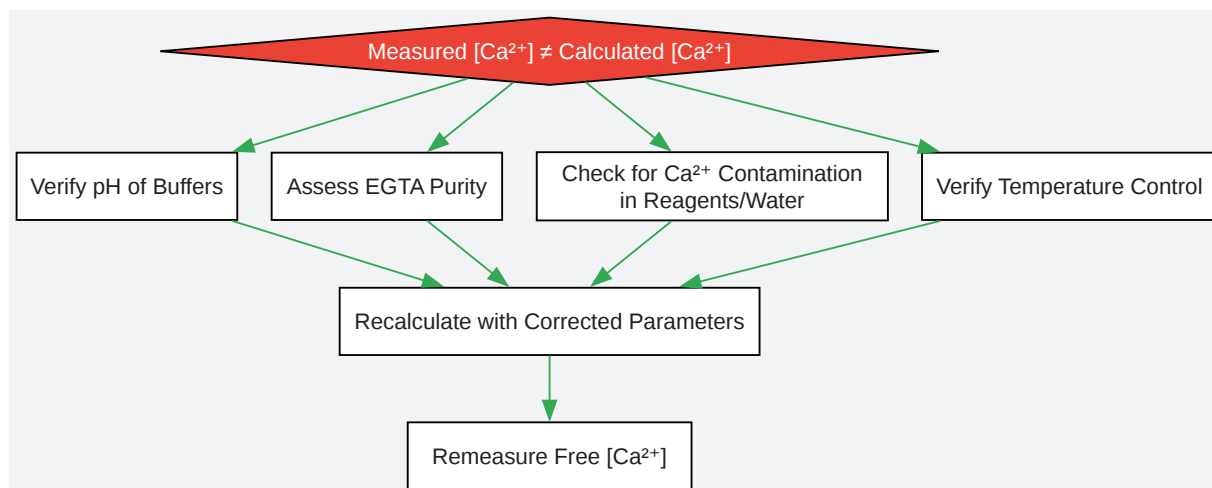 Measured [Ca²⁺] ≠ Calculated [Ca²⁺]
Verify pH of Buffers
Assess EGTA Purity
Check for Ca²⁺ Contamination
in Reagents/Water
Verify Temperature Control
Recalculate with Corrected Parameters
Remeasure Free [Ca²⁺]